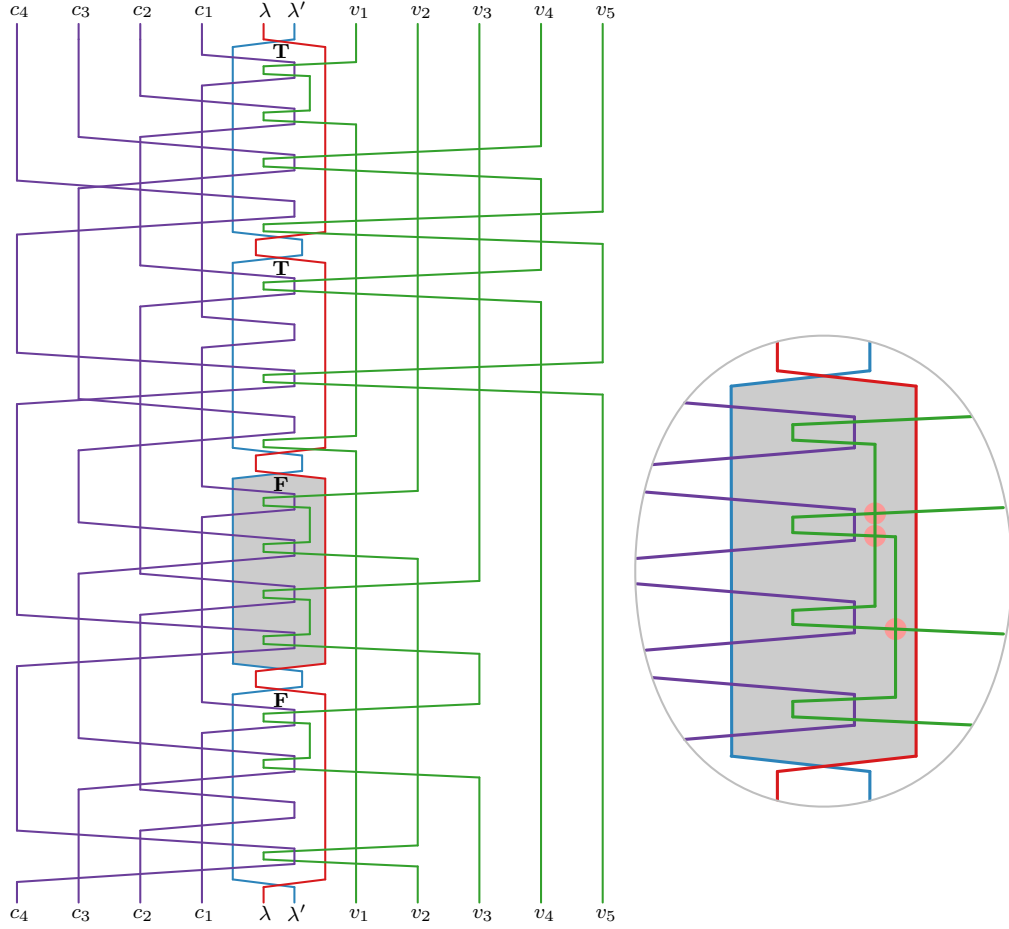 c₄ c₃ c₂ c₁ λ λ′ v₁ v₂ v₃ v₄ v₅
T
T
F
F
c₄ c₃ c₂ c₁ λ λ′ v₁ v₂ v₃ v₄ v₅